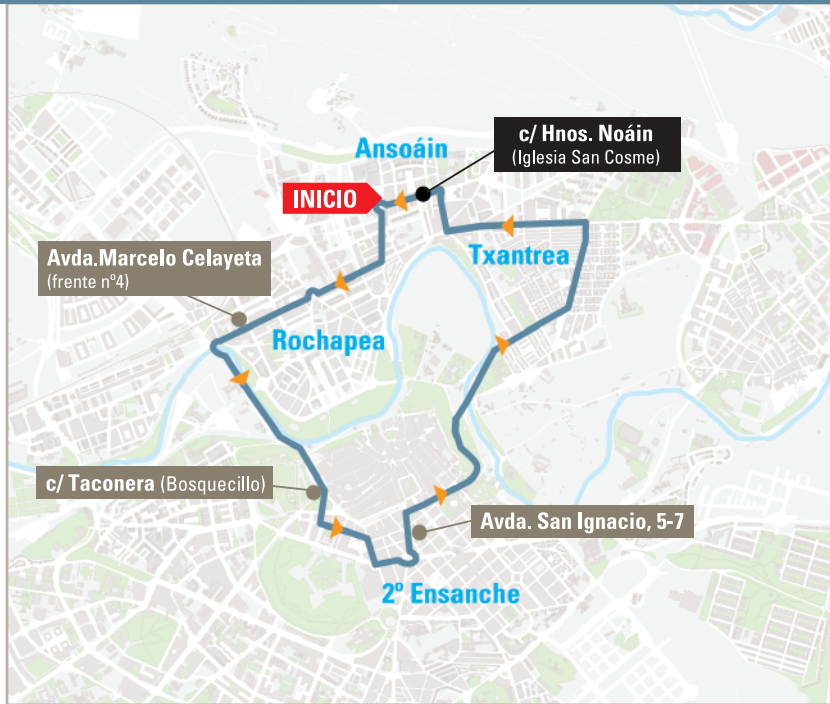 c/ Hnos. Noáin
(Iglesia San Cosme)
Ansoáin
INICIO
Avda.Marcelo Celayeta
(frente nº4)
Txantrea
Rochapea
c/ Taconera (Bosquecillo)
Avda. San Ignacio, 5-7
2º Ensanche